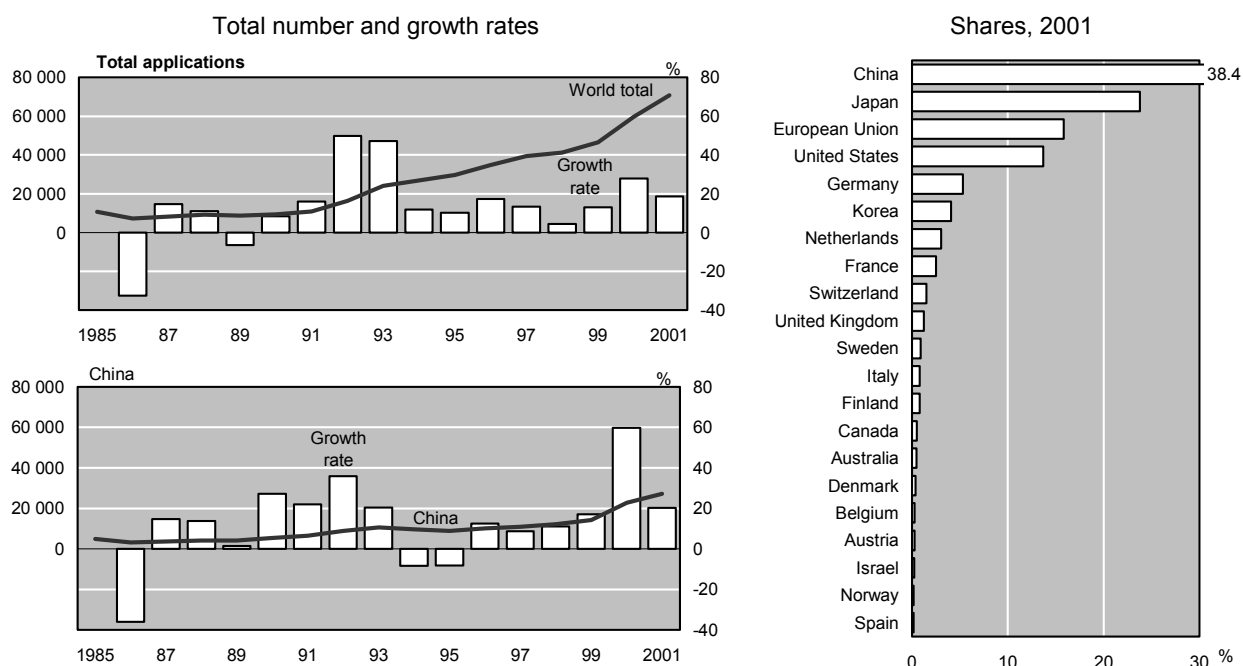 Total number and growth rates
Total applications
%
80 000
60 000
40 000
20 000
0
80
60
40
20
0
-20
-40
World total
Growth
rate
1985 87 89 91 93 95 97 99 2001
China
%
80 000
60 000
40 000
20 000
0
80
60
40
20
0
-20
-40
Growth
rate
China
1985 87 89 91 93 95 97 99 2001
Shares, 2001
China 38.4
Japan
European Union
United States
Germany
Korea
Netherlands
France
Switzerland
United Kingdom
Sweden
Italy
Finland
Canada
Australia
Denmark
Belgium
Austria
Israel
Norway
Spain
0 10 20 30 %